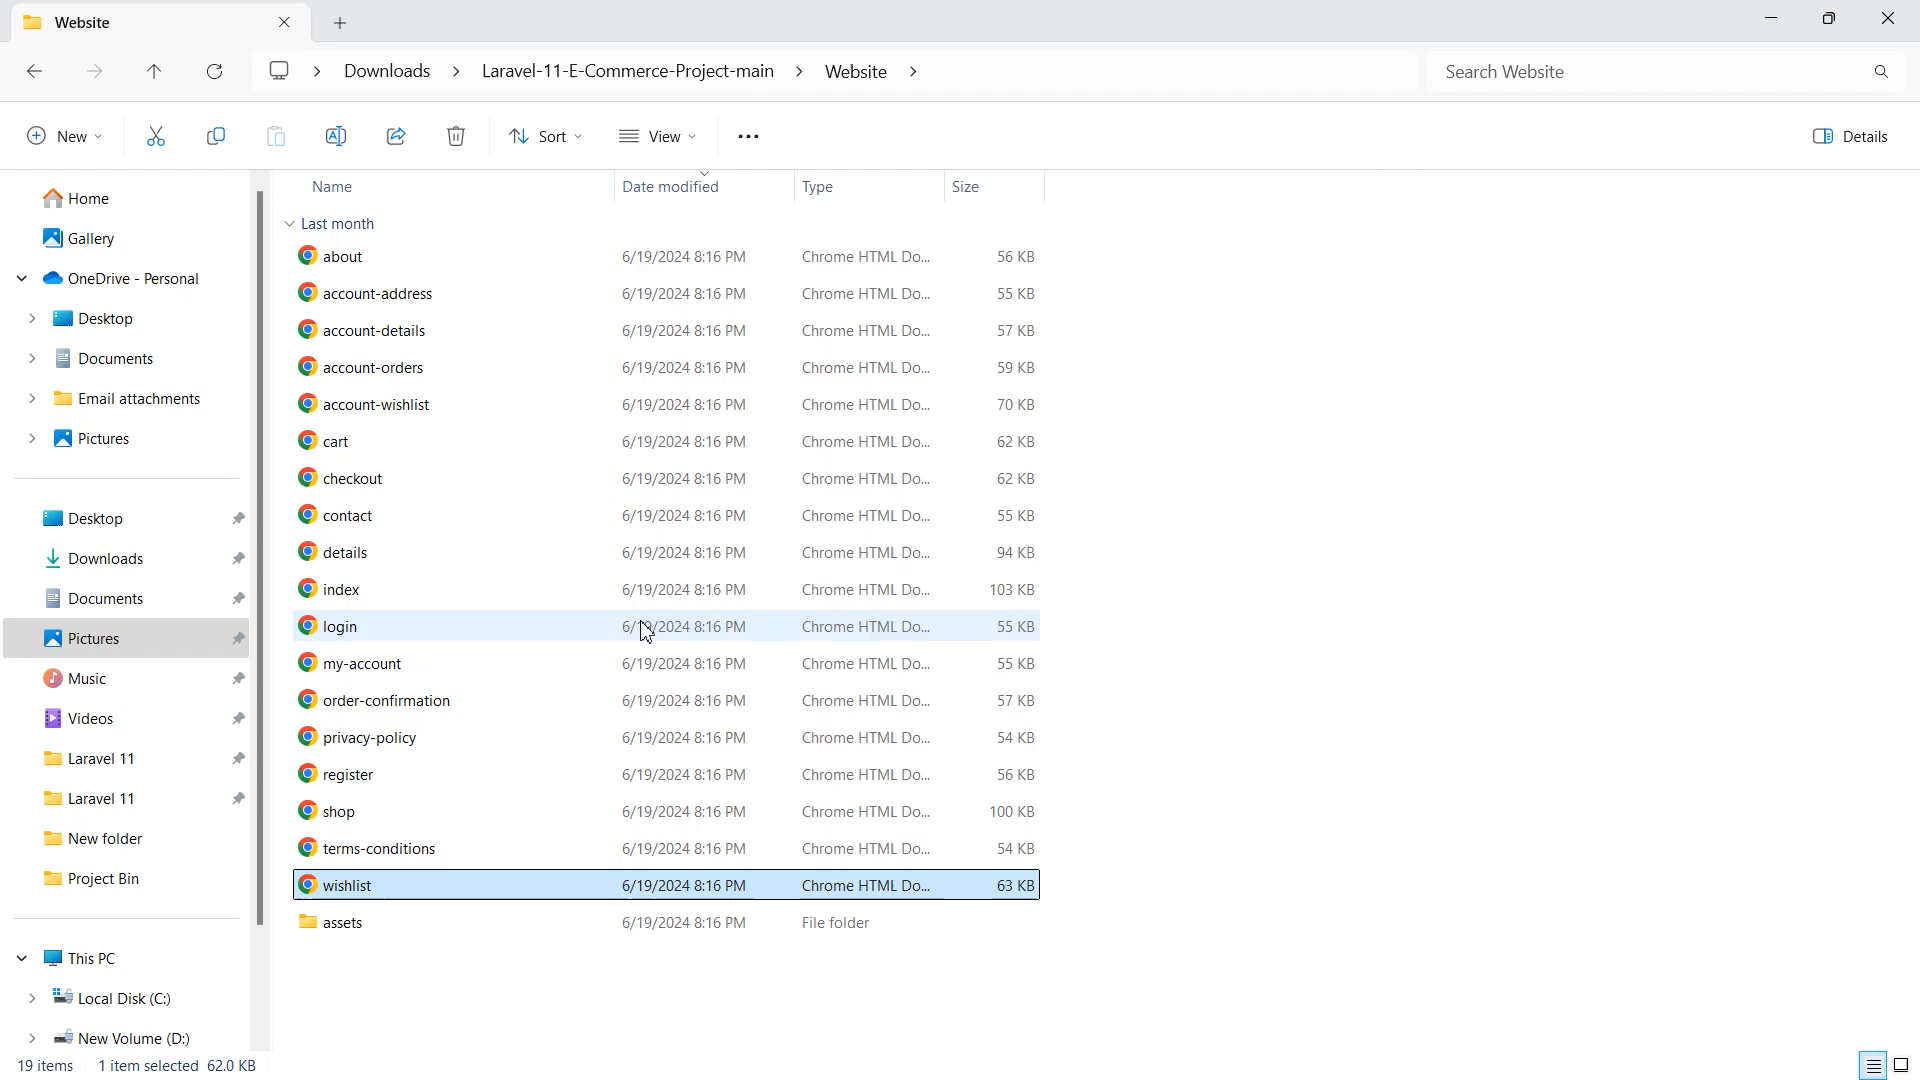 Website
Downloads > Laravel-11-E-Commerce-Project-main > Website >
Search Website
New
Sort
View
Details
Name Date modified Type Size
Home
Gallery
OneDrive - Personal
Desktop
Documents
Email attachments
Pictures
Desktop
Downloads
Documents
Pictures
Music
Videos
Laravel 11
Laravel 11
New folder
Project Bin
This PC
Local Disk (C:)
New Volume (D:)
Last month
about 6/19/2024 8:16 PM Chrome HTML Do... 56 KB
account-address 6/19/2024 8:16 PM Chrome HTML Do... 55 KB
account-details 6/19/2024 8:16 PM Chrome HTML Do... 57 KB
account-orders 6/19/2024 8:16 PM Chrome HTML Do... 59 KB
account-wishlist 6/19/2024 8:16 PM Chrome HTML Do... 70 KB
cart 6/19/2024 8:16 PM Chrome HTML Do... 62 KB
checkout 6/19/2024 8:16 PM Chrome HTML Do... 62 KB
contact 6/19/2024 8:16 PM Chrome HTML Do... 55 KB
details 6/19/2024 8:16 PM Chrome HTML Do... 94 KB
index 6/19/2024 8:16 PM Chrome HTML Do... 103 KB
login 6/19/2024 8:16 PM Chrome HTML Do... 55 KB
my-account 6/19/2024 8:16 PM Chrome HTML Do... 55 KB
order-confirmation 6/19/2024 8:16 PM Chrome HTML Do... 57 KB
privacy-policy 6/19/2024 8:16 PM Chrome HTML Do... 54 KB
register 6/19/2024 8:16 PM Chrome HTML Do... 56 KB
shop 6/19/2024 8:16 PM Chrome HTML Do... 100 KB
terms-conditions 6/19/2024 8:16 PM Chrome HTML Do... 54 KB
wishlist 6/19/2024 8:16 PM Chrome HTML Do... 63 KB
assets 6/19/2024 8:16 PM File folder
19 items 1 item selected 62.0 KB